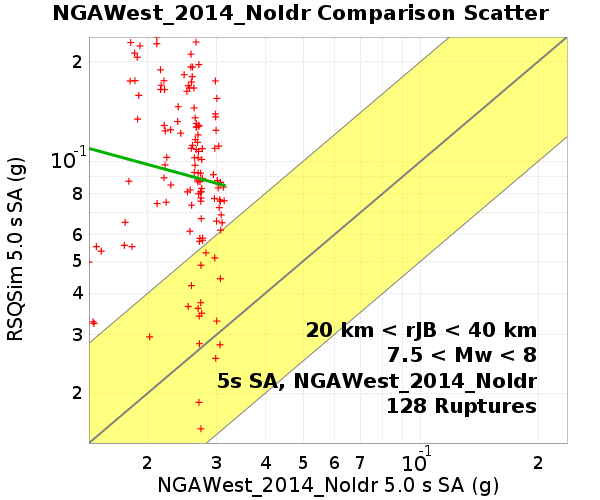 NGAWest_2014_NoIdr Comparison Scatter
RSQSim 5.0 s SA (g)
2
10-1
8
6
5
4
3
2
20 km < rJB < 40 km
7.5 < Mw < 8
5s SA, NGAWest_2014_NoIdr
128 Ruptures
2 3 4 5 6 7 10-1 2
NGAWest_2014_NoIdr 5.0 s SA (g)